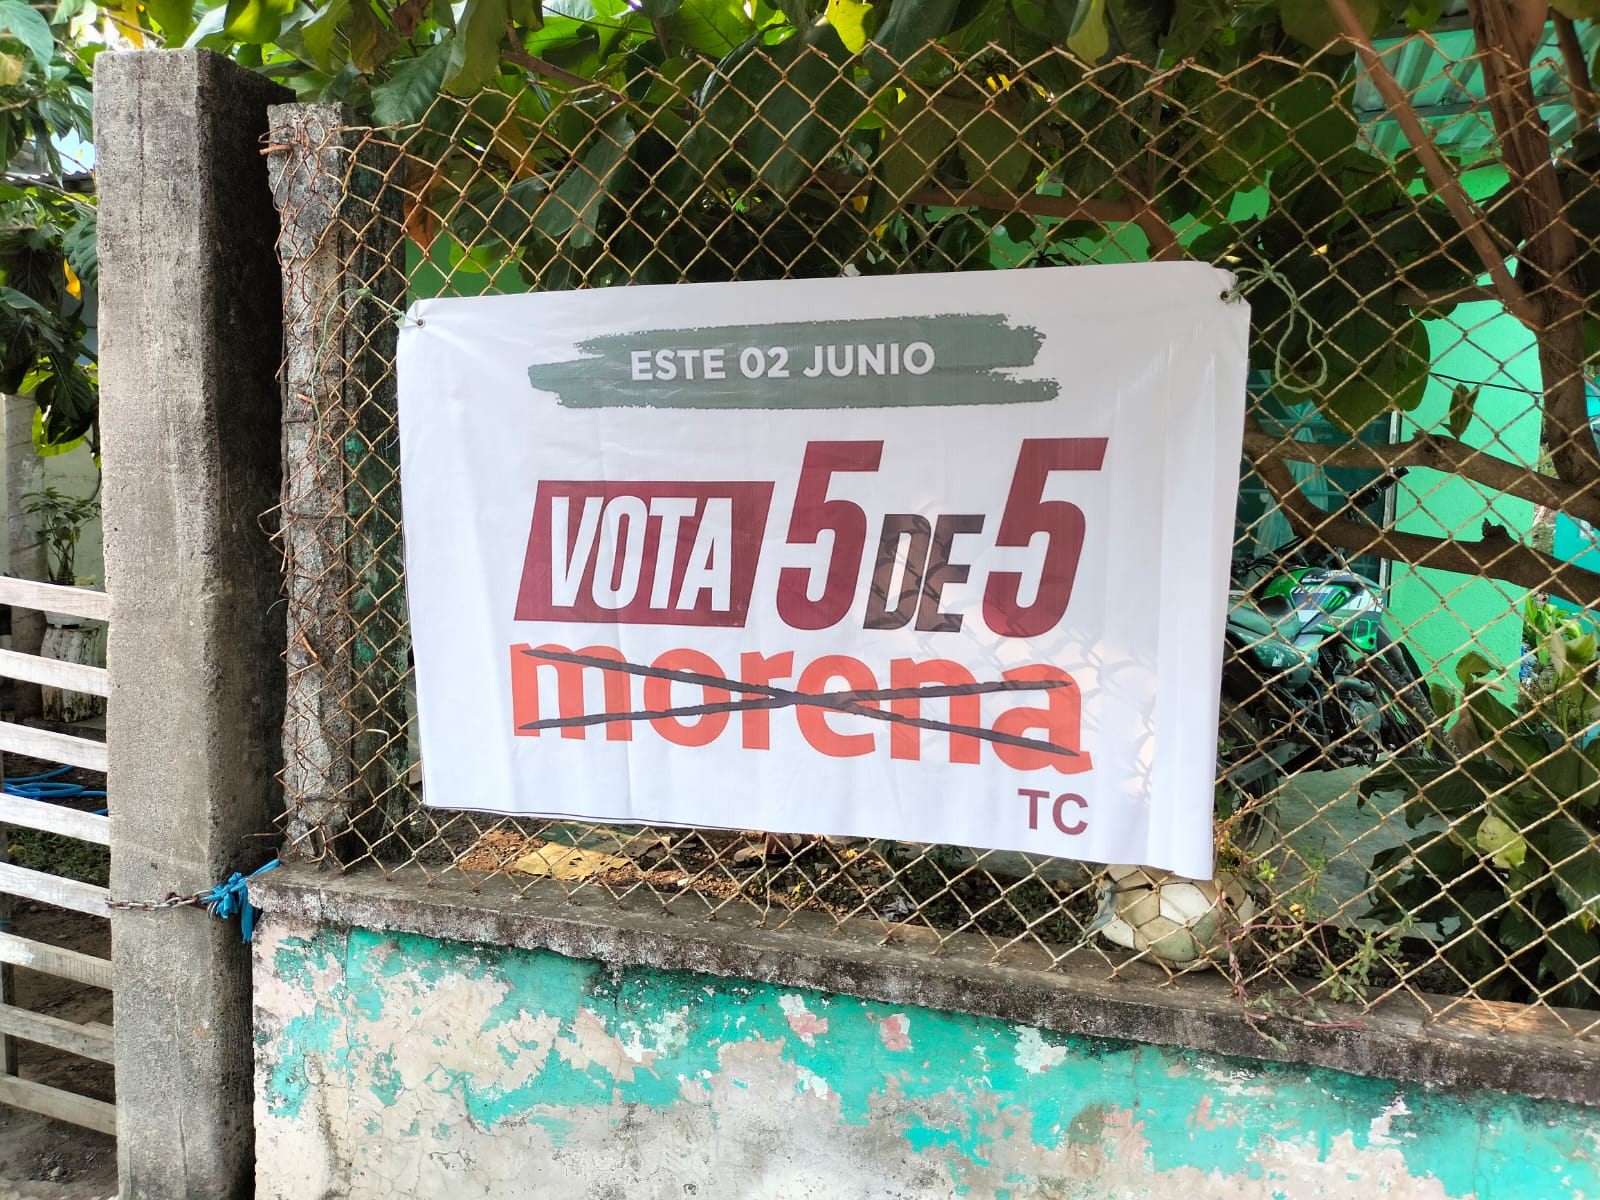 ESTE 02 JUNIO
VOTA 5 DE 5
morena
TC